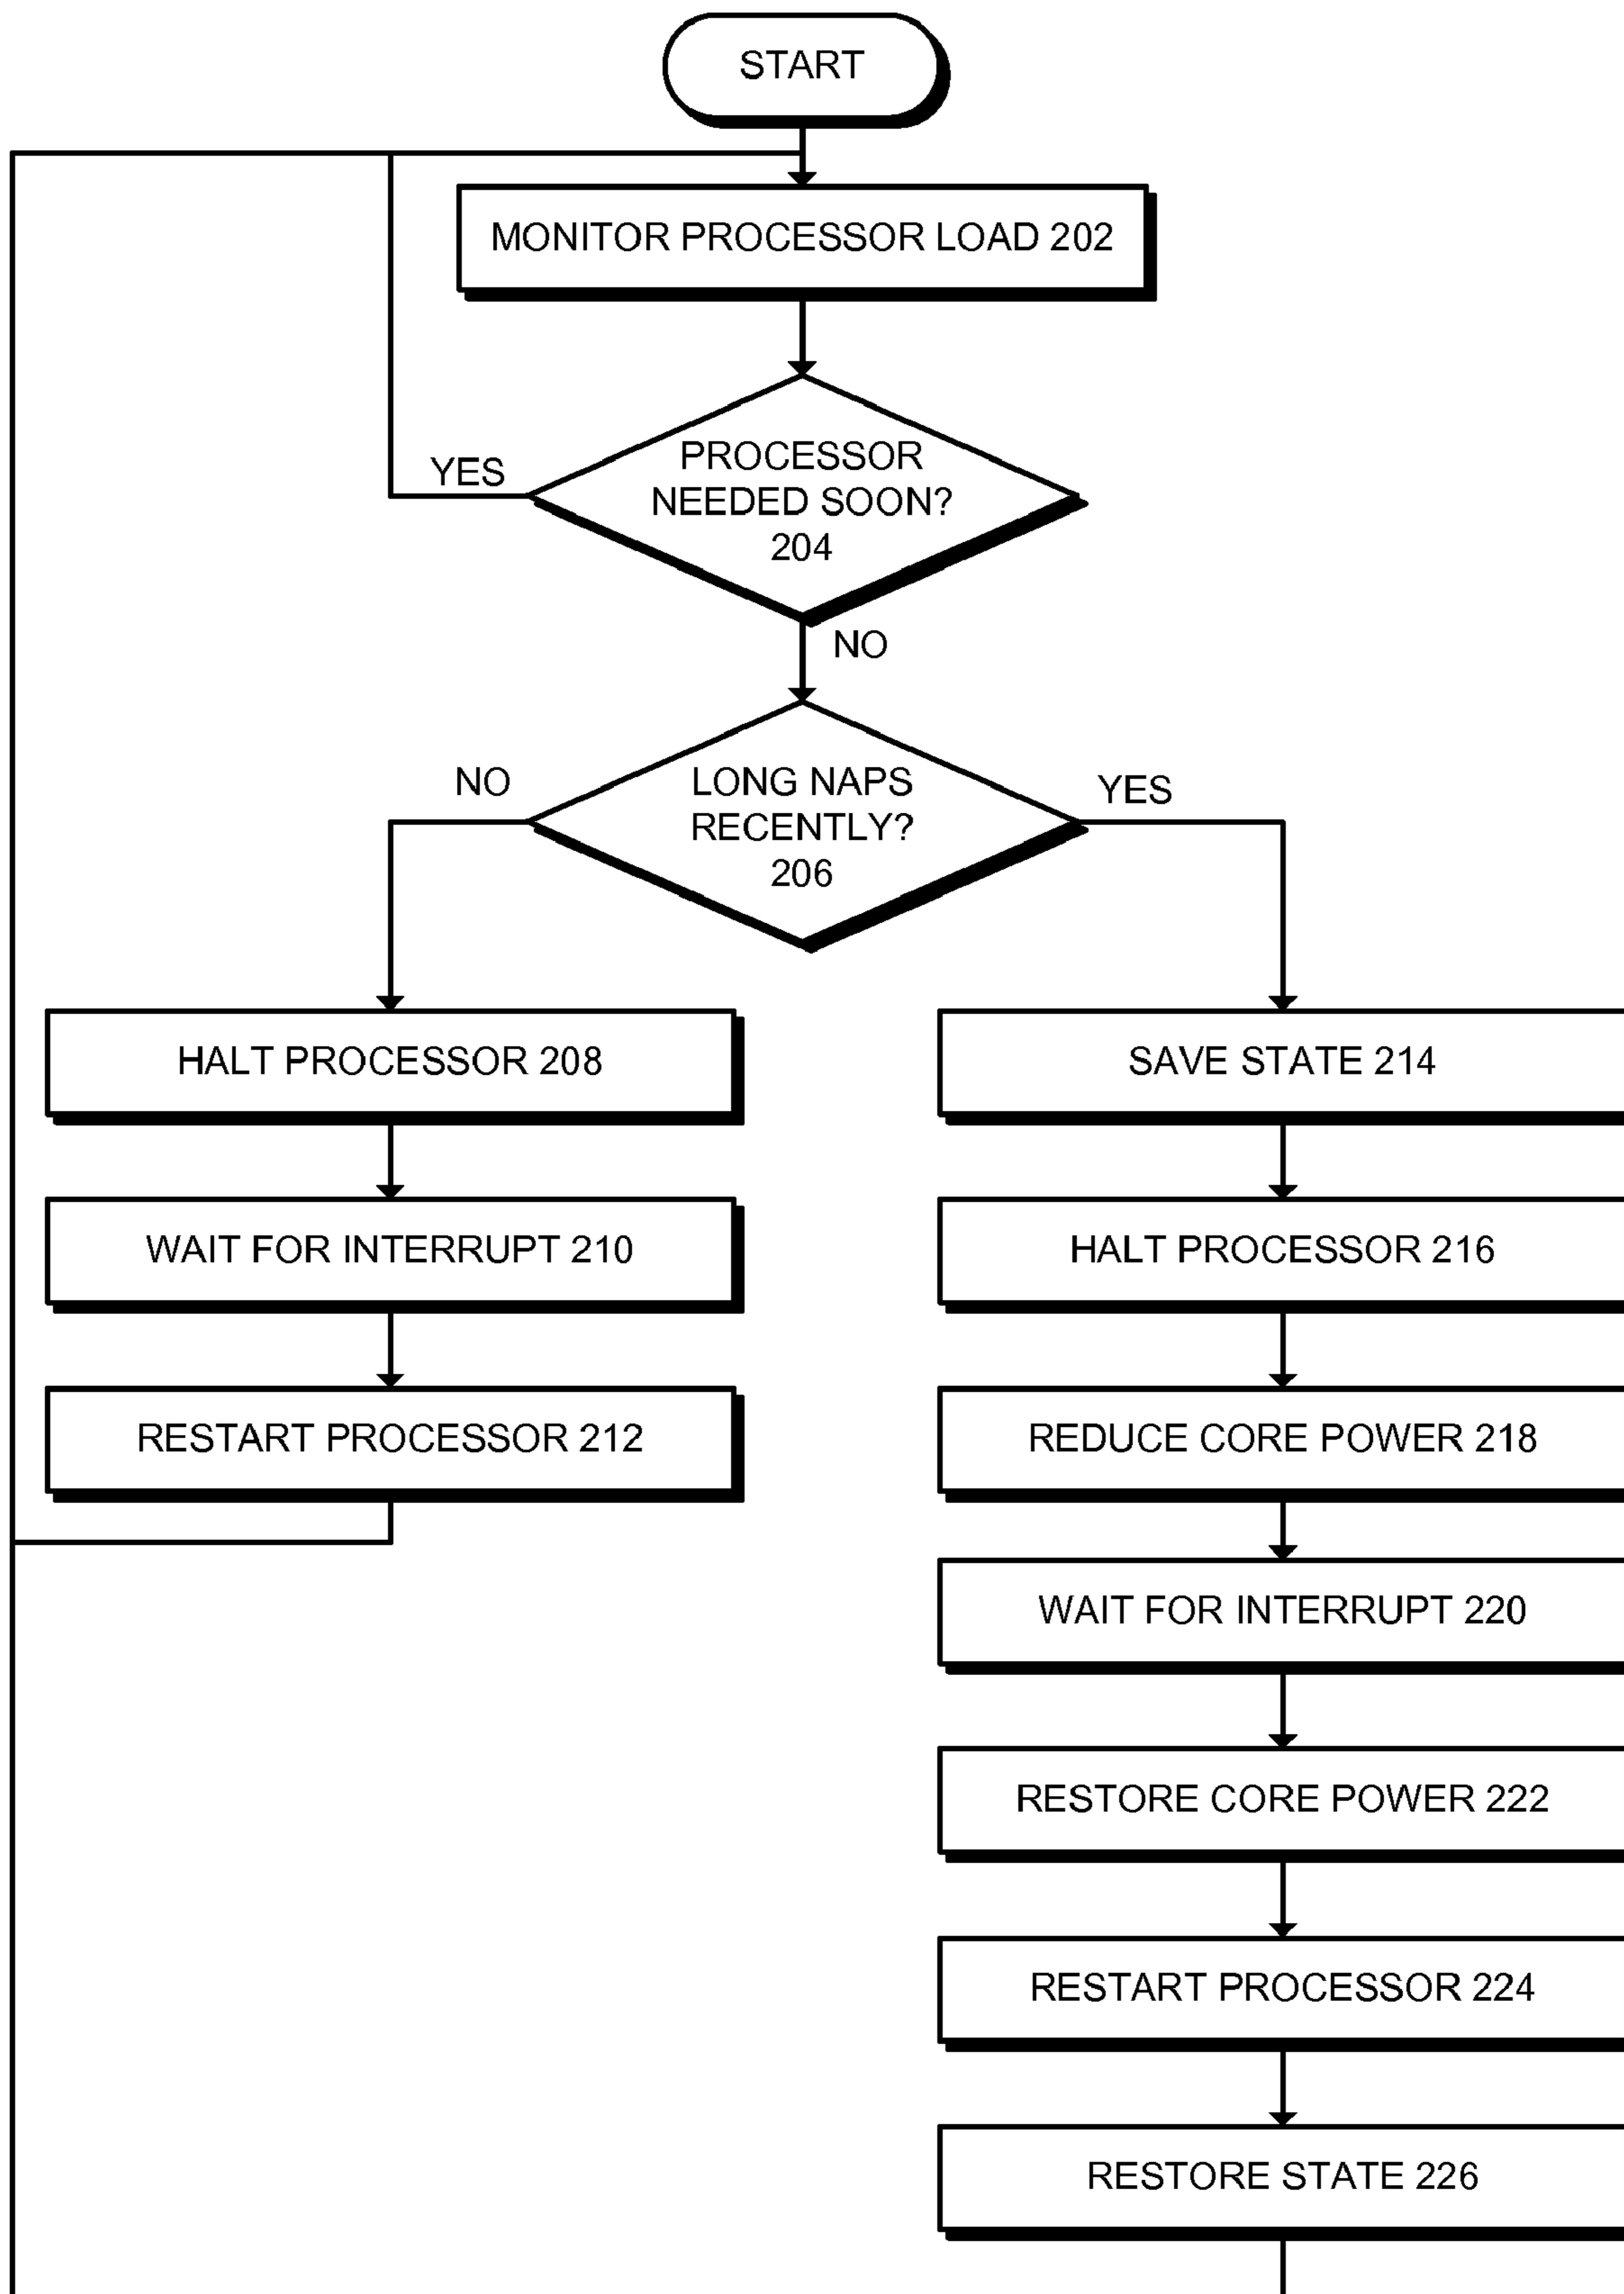 START
MONITOR PROCESSOR LOAD 202
PROCESSOR
NEEDED SOON?
204
YES
NO
LONG NAPS
RECENTLY?
206
NO
YES
HALT PROCESSOR 208
WAIT FOR INTERRUPT 210
RESTART PROCESSOR 212
SAVE STATE 214
HALT PROCESSOR 216
REDUCE CORE POWER 218
WAIT FOR INTERRUPT 220
RESTORE CORE POWER 222
RESTART PROCESSOR 224
RESTORE STATE 226